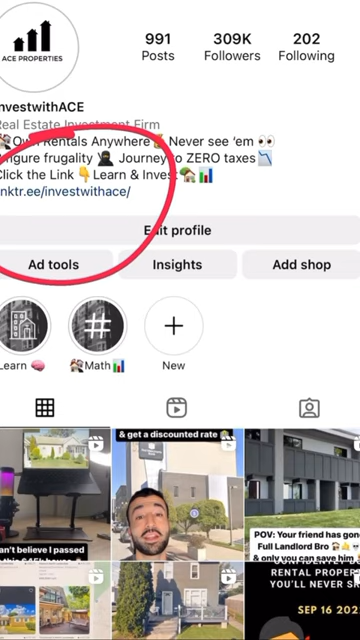 ACE PROPERTIES
991
309K
202
Posts
Followers
Following
nvestwithACE
Real Estate Investment Firm
Own Rentals Anywhere Never see 'em 👀
figure frugality 🥷 Journey to ZERO taxes 📉
Click the Link 👇 Learn & Invest 🏡 📊
nktr.ee/investwithace/
Edit profile
Ad tools
Insights
Add shop
Learn 🧠
Math 📊
New
& get a discounted rate
an't believe I passed
POV: Your friend has gone
Full Landlord Bro
& only you can save him
RENTAL PROPER
YOU'LL NEVER S
SEP 16 202